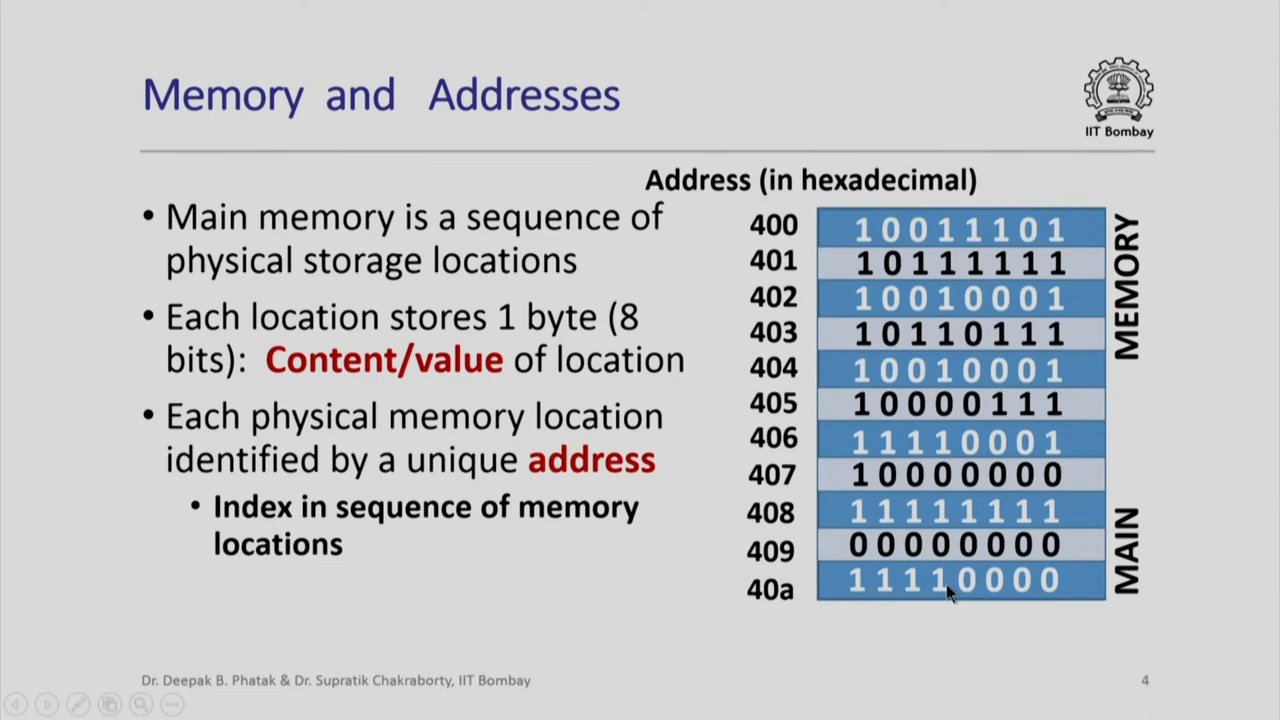 Memory and Addresses
IIT Bombay
Address (in hexadecimal)
• Main memory is a sequence of
physical storage locations
• Each location stores 1 byte (8
bits): Content/value of location
• Each physical memory location
identified by a unique address
• Index in sequence of memory
locations
400 1 0 0 1 1 1 0 1
401 1 0 1 1 1 1 1 1
402 1 0 0 1 0 0 0 1
403 1 0 1 1 0 1 1 1
404 1 0 0 1 0 0 0 1
405 1 0 0 0 0 1 1 1
406 1 1 1 1 0 0 0 1
407 1 0 0 0 0 0 0 0
408 1 1 1 1 1 1 1 1
409 0 0 0 0 0 0 0 0
40a 1 1 1 1 0 0 0 0
MAIN MEMORY
Dr. Deepak B. Phatak & Dr. Supratik Chakraborty, IIT Bombay
4